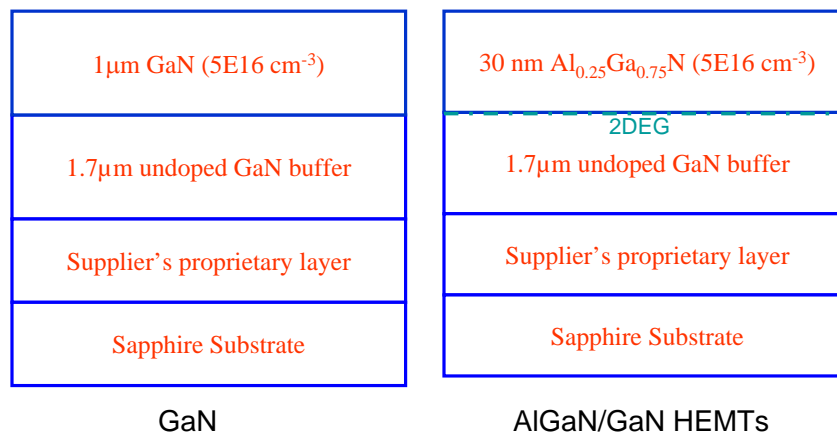 1μm GaN (5E16 cm⁻³)
1.7μm undoped GaN buffer
Supplier's proprietary layer
Sapphire Substrate
GaN
30 nm Al₀.₂₅Ga₀.₇₅N (5E16 cm⁻³)
2DEG
1.7μm undoped GaN buffer
Supplier's proprietary layer
Sapphire Substrate
AlGaN/GaN HEMTs